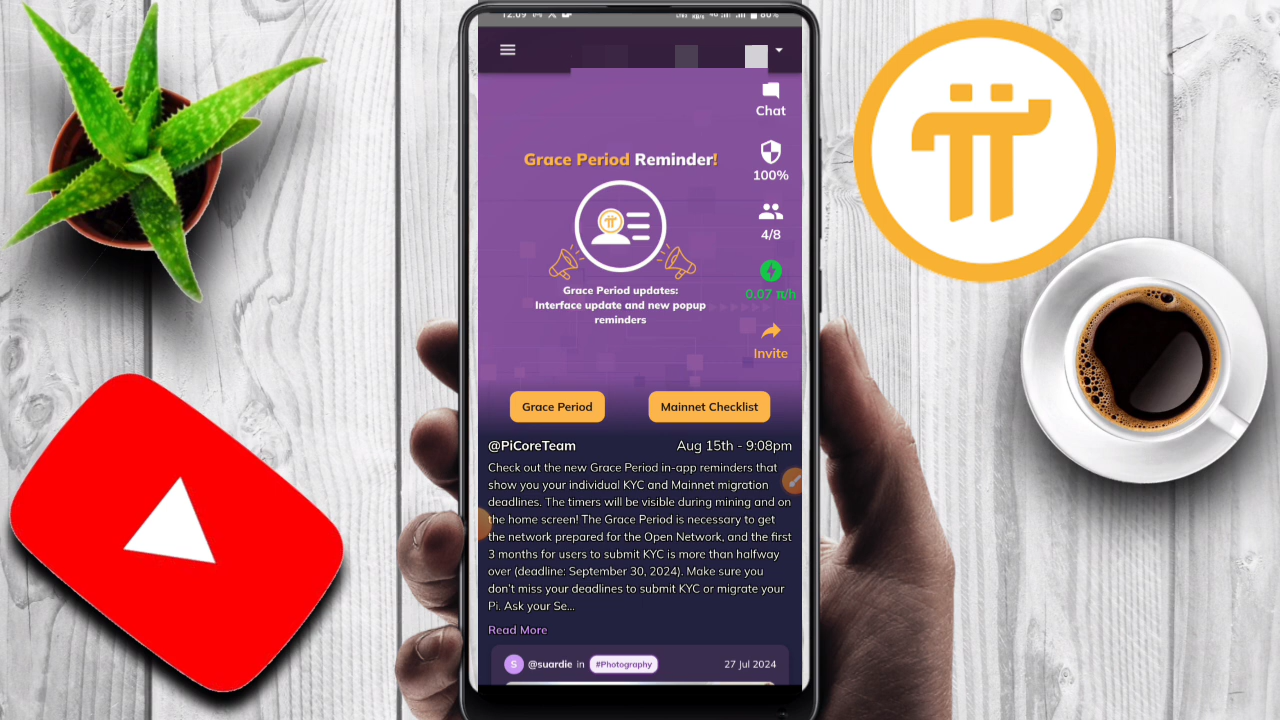 12:09
80%
Chat
Grace Period Reminder!
100%
4/8
Grace Period updates:
Interface update and new popup
reminders
0.07 π/h
Invite
Grace Period
Mainnet Checklist
@PiCoreTeam
Aug 15th - 9:08pm
Check out the new Grace Period in-app reminders that
show you your individual KYC and Mainnet migration
deadlines. The timers will be visible during mining and on
the home screen! The Grace Period is necessary to get
the network prepared for the Open Network, and the first
3 months for users to submit KYC is more than halfway
over (deadline: September 30, 2024). Make sure you
don't miss your deadlines to submit KYC or migrate your
Pi. Ask your Se...
Read More
S @suardie in #Photography
27 Jul 2024